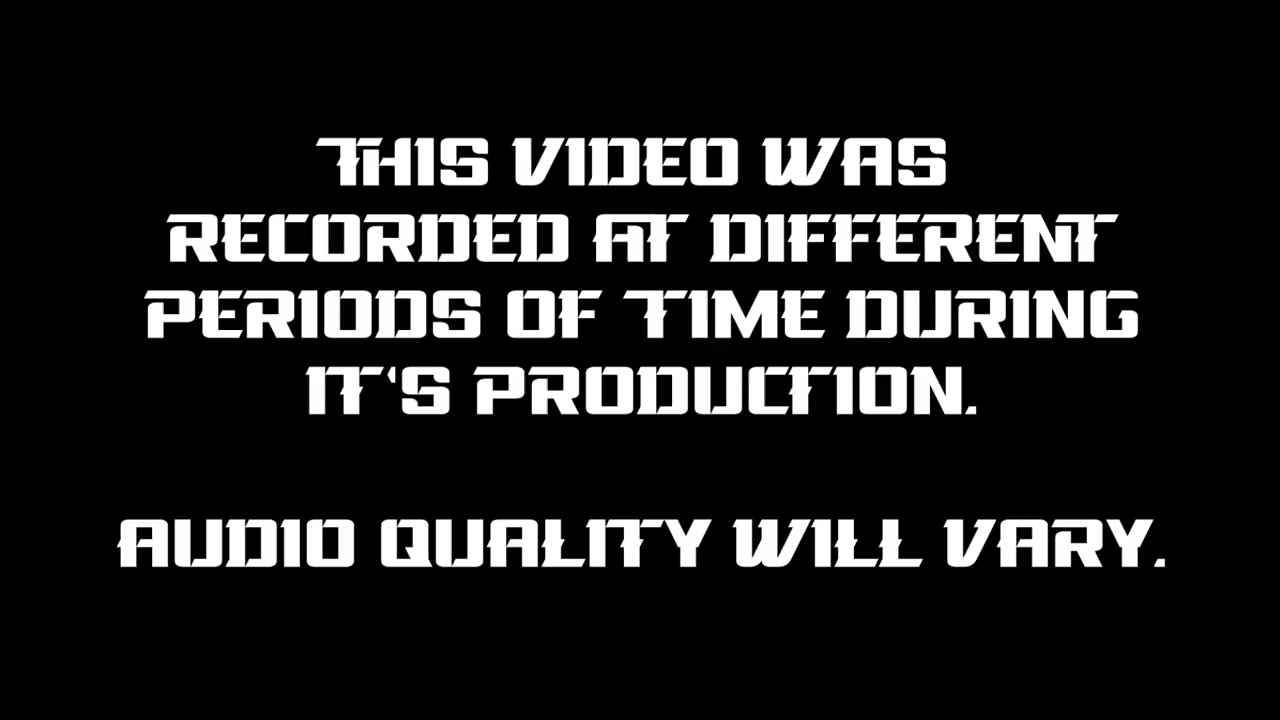 THIS VIDEO WAS
RECORDED AT DIFFERENT
PERIODS OF TIME DURING
IT'S PRODUCTION.
AUDIO QUALITY WILL VARY.